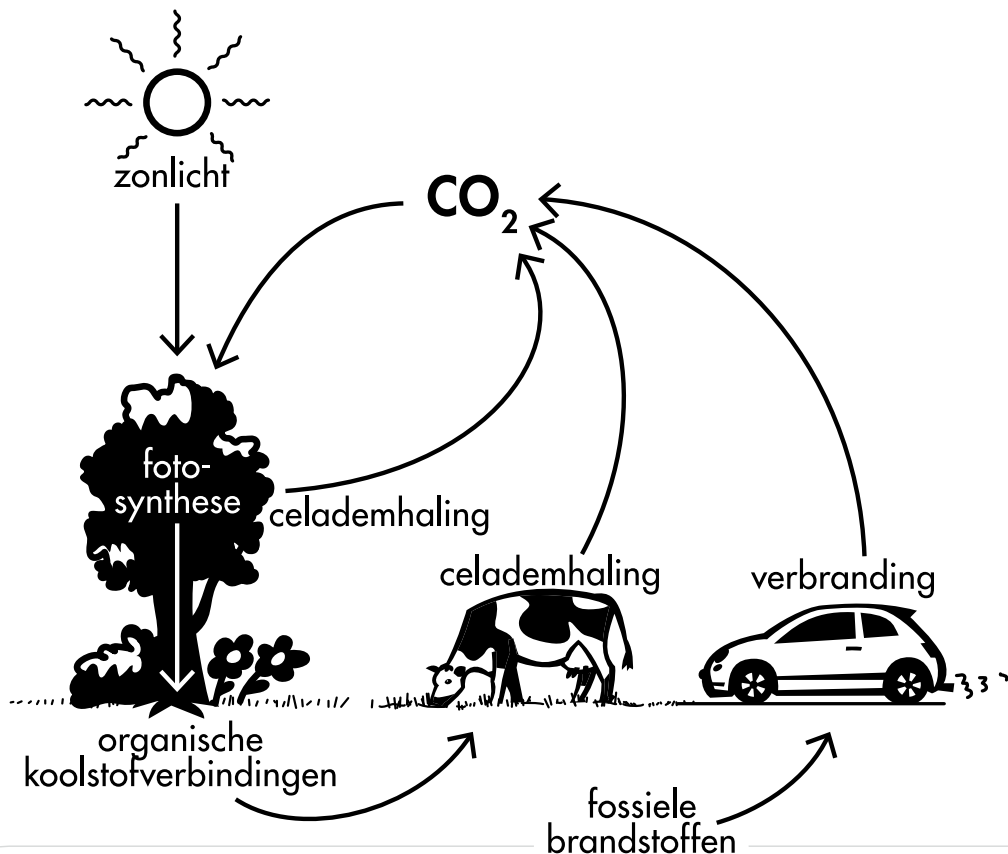 zonlicht
CO₂
foto-
synthese
celademhaling
celademhaling
verbranding
organische
koolstofverbindingen
fossiele
brandstoffen